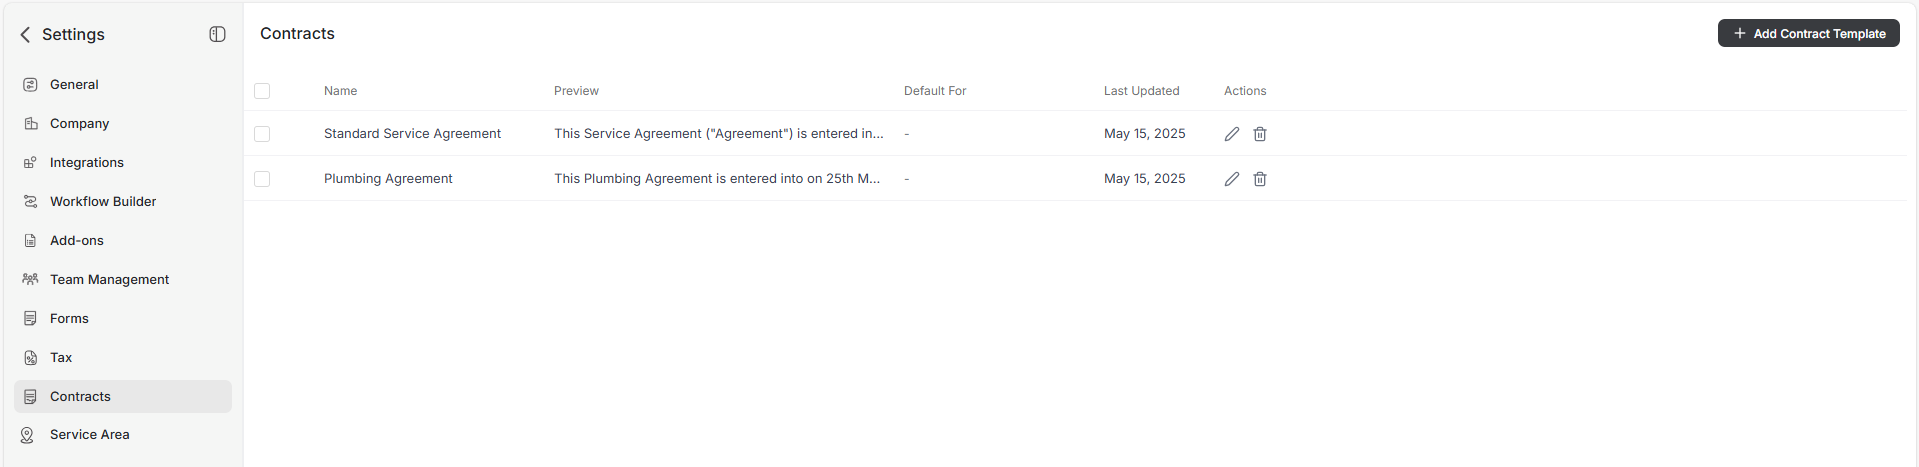 Settings
General
Company
Integrations
Workflow Builder
Add-ons
Team Management
Forms
Tax
Contracts
Service Area
Contracts
+ Add Contract Template
Name Preview Default For Last Updated Actions
Standard Service Agreement This Service Agreement ("Agreement") is entered in... - May 15, 2025
Plumbing Agreement This Plumbing Agreement is entered into on 25th M... - May 15, 2025